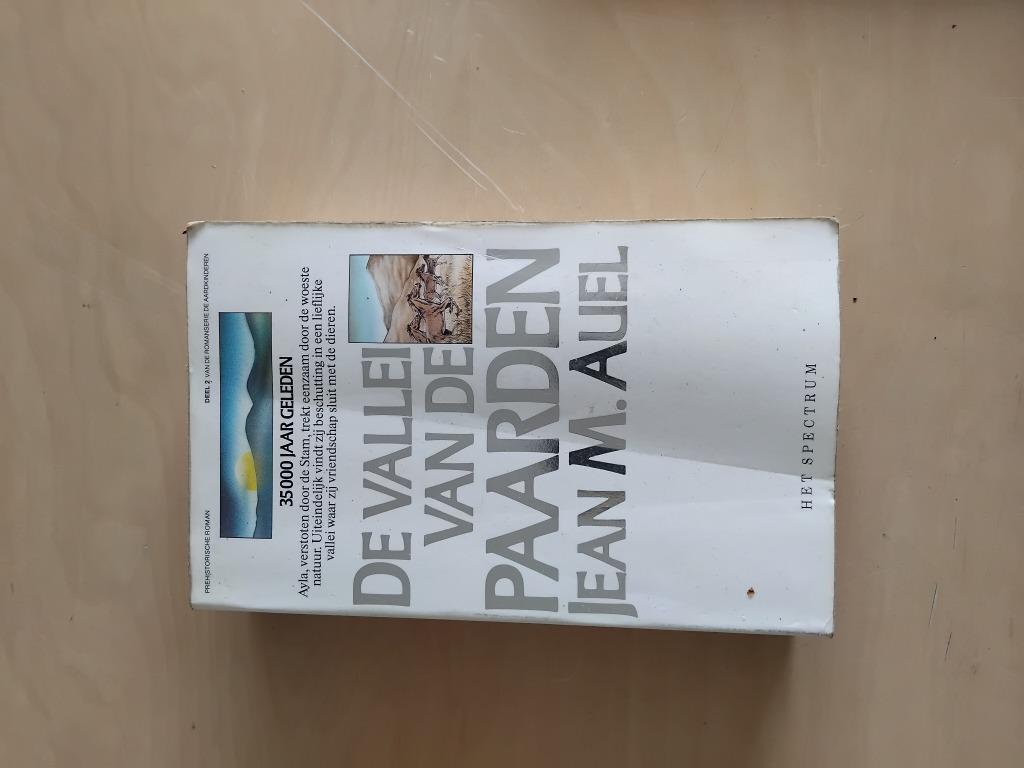 PREHISTORISCHE ROMAN
DEEL 2 VAN DE ROMANSERIE DE AARDKINDEREN
35000 JAAR GELEDEN
Ayla, verstoten door de Stam, trekt eenzaam door de woeste
natuur. Uiteindelijk vindt zij beschutting in een lieflijke
vallei waar zij vriendschap sluit met de dieren.
DE VALLEI
VAN DE
PAARDEN
JEAN M. AUEL
HET SPECTRUM